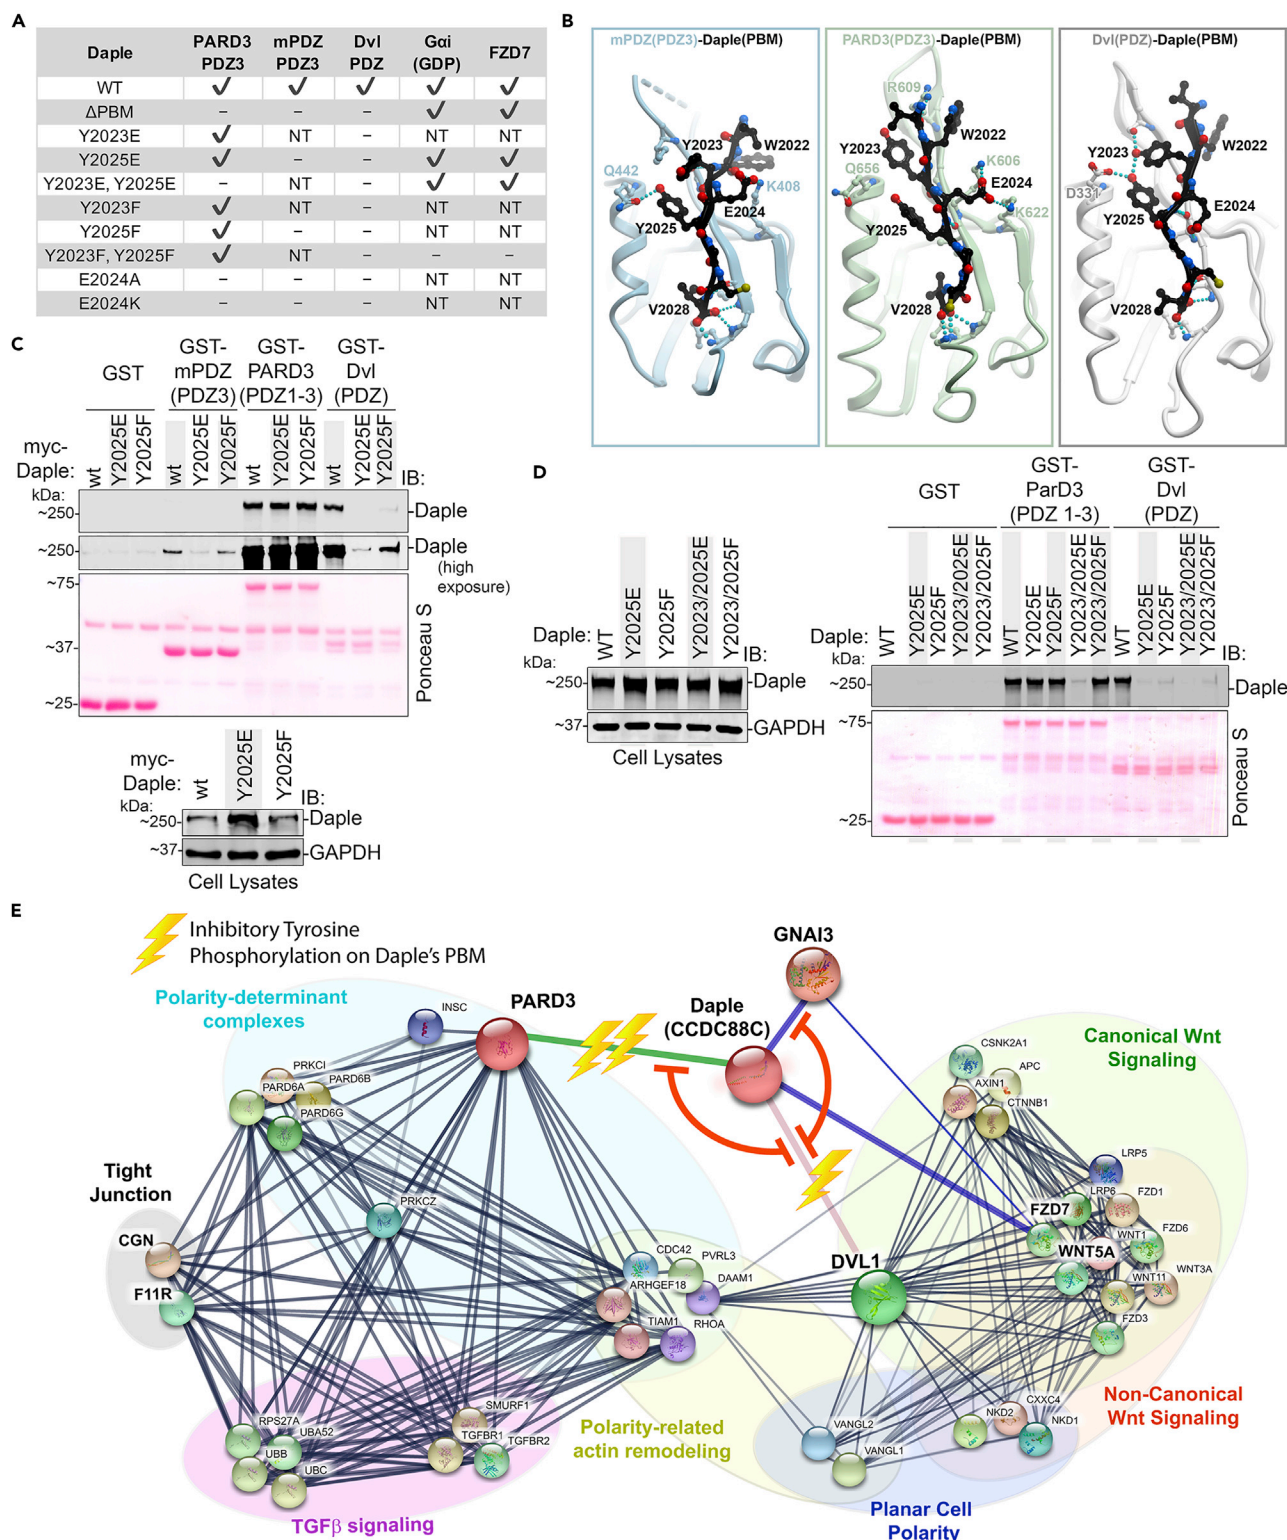 A
Daple PARD3 PDZ3 mPDZ PDZ3 Dvl PDZ Gαi (GDP) FZD7
WT ✓ ✓ ✓ ✓ ✓
ΔPBM – – – ✓ ✓
Y2023E ✓ NT – NT NT
Y2025E ✓ – – ✓ ✓
Y2023E, Y2025E – NT – ✓ ✓
Y2023F ✓ NT – NT NT
Y2025F ✓ – – NT NT
Y2023F, Y2025F ✓ NT – – –
E2024A – – – NT NT
E2024K – – – NT NT
B
mPDZ(PDZ3)-Daple(PBM)
Y2023
W2022
Q442
K408
E2024
Y2025
V2028
PARD3(PDZ3)-Daple(PBM)
R609
Y2023
W2022
Q656
K606
E2024
K622
Y2025
V2028
Dvl(PDZ)-Daple(PBM)
Y2023
W2022
D331
Y2025
E2024
V2028
C
GST
GST-
mPDZ
(PDZ3)
GST-
PARD3
(PDZ1-3)
GST-
Dvl
(PDZ)
myc-
Daple:
wt Y2025E Y2025F wt Y2025E Y2025F wt Y2025E Y2025F wt Y2025E Y2025F
IB:
kDa:
~250 -Daple
~250 -Daple
(high
exposure)
~75
~37
~25
Ponceau S
myc-
Daple:
wt Y2025E Y2025F
IB:
kDa:
~250 -Daple
~37 -GAPDH
Cell Lysates
D
Daple:
WT Y2025E Y2025F Y2023/2025E Y2023/2025F
IB:
kDa:
~250 -Daple
~37 -GAPDH
Cell Lysates
GST
GST-
ParD3
(PDZ 1-3)
GST-
Dvl
(PDZ)
Daple:
WT Y2025E Y2025F Y2023/2025E Y2023/2025F WT Y2025E Y2025F Y2023/2025E Y2023/2025F WT Y2025E Y2025F Y2023/2025E Y2023/2025F
IB:
kDa:
~250 -Daple
~75
~25
Ponceau S
E
Inhibitory Tyrosine
Phosphorylation on Daple's PBM
GNAI3
Polarity-determinant
complexes
INSC
PARD3
Daple
(CCDC88C)
Canonical Wnt
Signaling
CSNK2A1
PRKCI
PARD6A
PARD6B
PARD6G
AXIN1
APC
CTNNB1
LRP5
Tight
Junction
PRKCZ
LRP6
FZD1
FZD7
CGN
WNT1
FZD6
CDC42
PVRL3
DVL1
WNT5A
WNT3A
F11R
ARHGEF18
DAAM1
WNT11
TIAM1
RHOA
FZD3
SMURF1
RPS27A
UBA52
TGFBR1
TGFBR2
UBB
UBC
Polarity-related
actin remodeling
VANGL2
VANGL1
NKD2
CXXC4
NKD1
Non-Canonical
Wnt Signaling
TGFβ signaling
Planar Cell
Polarity